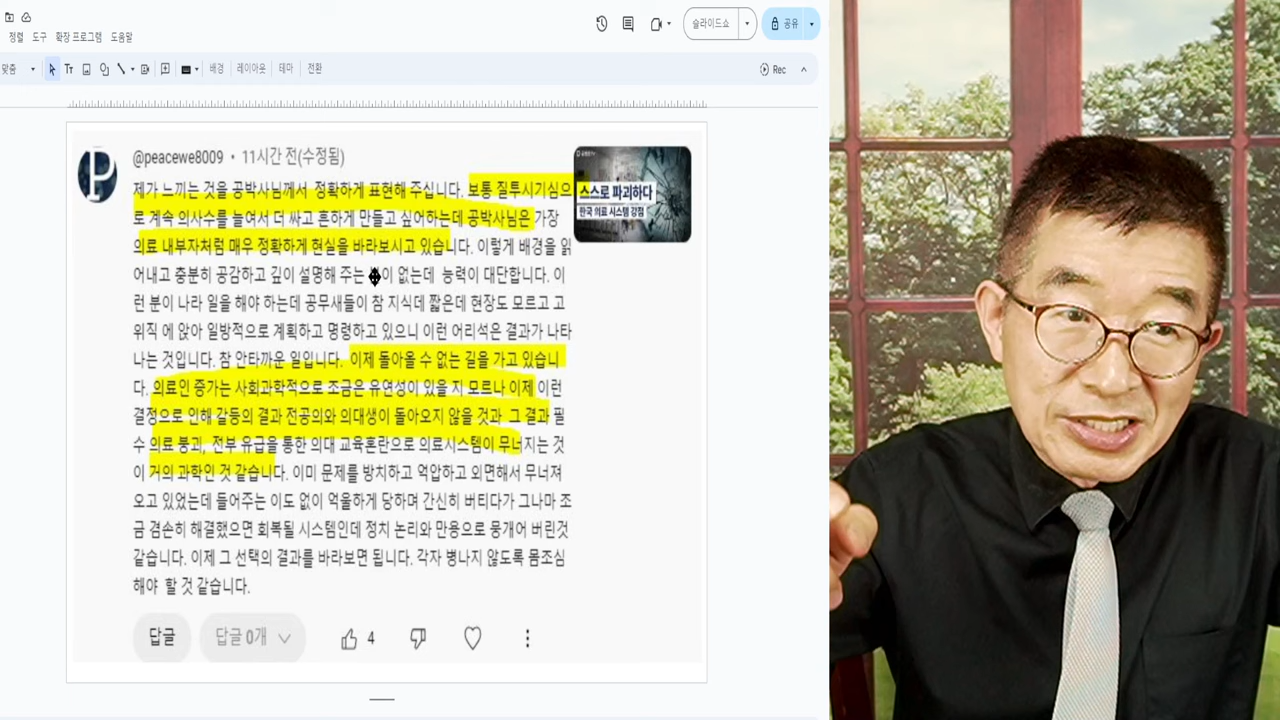 정렬 도구 확장 프로그램 도움말
슬라이드쇼
공유
맞춤
Tr
배경
레이아웃
테마
전환
Rec
@peacewe8009 • 11시간 전(수정됨)
제가 느끼는 것을 공박사님께서 정확하게 표현해 주십니다. 보통 질투시기심으
로 계속 의사수를 늘여서 더 싸고 흔하게 만들고 싶어하는데 공박사님은 가장
의료 내부자처럼 매우 정확하게 현실을 바라보시고 있습니다. 이렇게 배경을 읽
어내고 충분히 공감하고 깊이 설명해 주는 이 없는데 능력이 대단합니다. 이
런 분이 나라 일을 해야 하는데 공무새들이 참 지식데 짧은데 현장도 모르고 고
위직 에 앉아 일방적으로 계획하고 명령하고 있으니 이런 어리석은 결과가 나타
나는 것입니다. 참 안타까운 일입니다. 이제 돌아올 수 없는 길을 가고 있습니
다. 의료인 증가는 사회과학적으로 조금은 유연성이 있을 지 모르나 이제 이런
결정으로 인해 갈등의 결과 전공의와 의대생이 돌아오지 않을 것과 그 결과 필
수 의료 붕괴, 전부 유급을 통한 의대 교육혼란으로 의료시스템이 무너지는 것
이 거의 과학인 것 같습니다. 이미 문제를 방치하고 억압하고 외면해서 무너져
오고 있었는데 들어주는 이도 없이 억울하게 당하며 간신히 버티다가 그나마 조
금 겸손히 해결했으면 회복될 시스템인데 정치 논리와 만용으로 뭉개어 버린것
같습니다. 이제 그 선택의 결과를 바라보면 됩니다. 각자 병나지 않도록 몸조심
해야 할 것 같습니다.
스스로 파괴하다
한국 의료 시스템 강점
답글
답글 0개
4